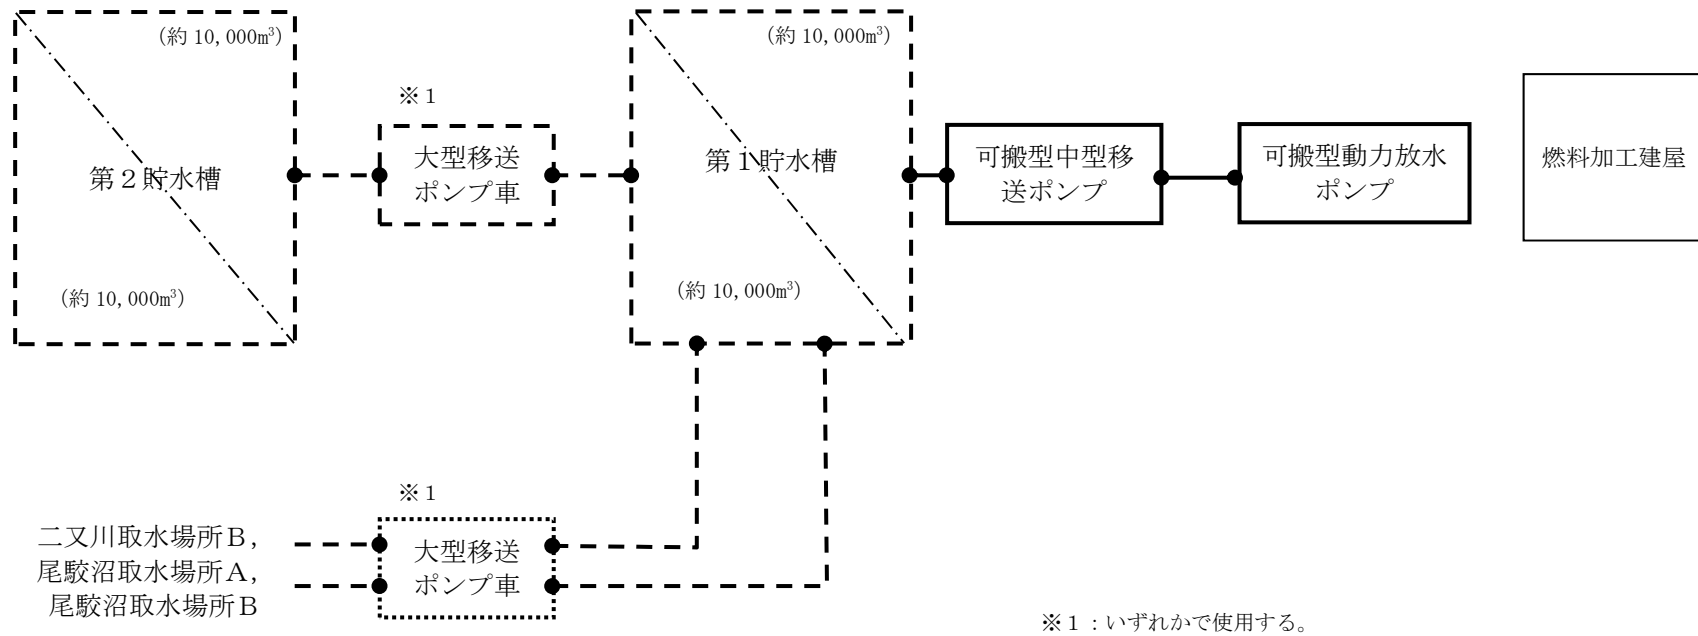 (約 10,000m³)
第2貯水槽
(約 10,000m³)
※1
大型移送
ポンプ車
(約 10,000m³)
第1貯水槽
(約 10,000m³)
可搬型中型移
送ポンプ
可搬型動力放水
ポンプ
燃料加工建屋
※1
二又川取水場所B,
尾駮沼取水場所A,
尾駮沼取水場所B
大型移送
ポンプ車
※1:いずれかで使用する。